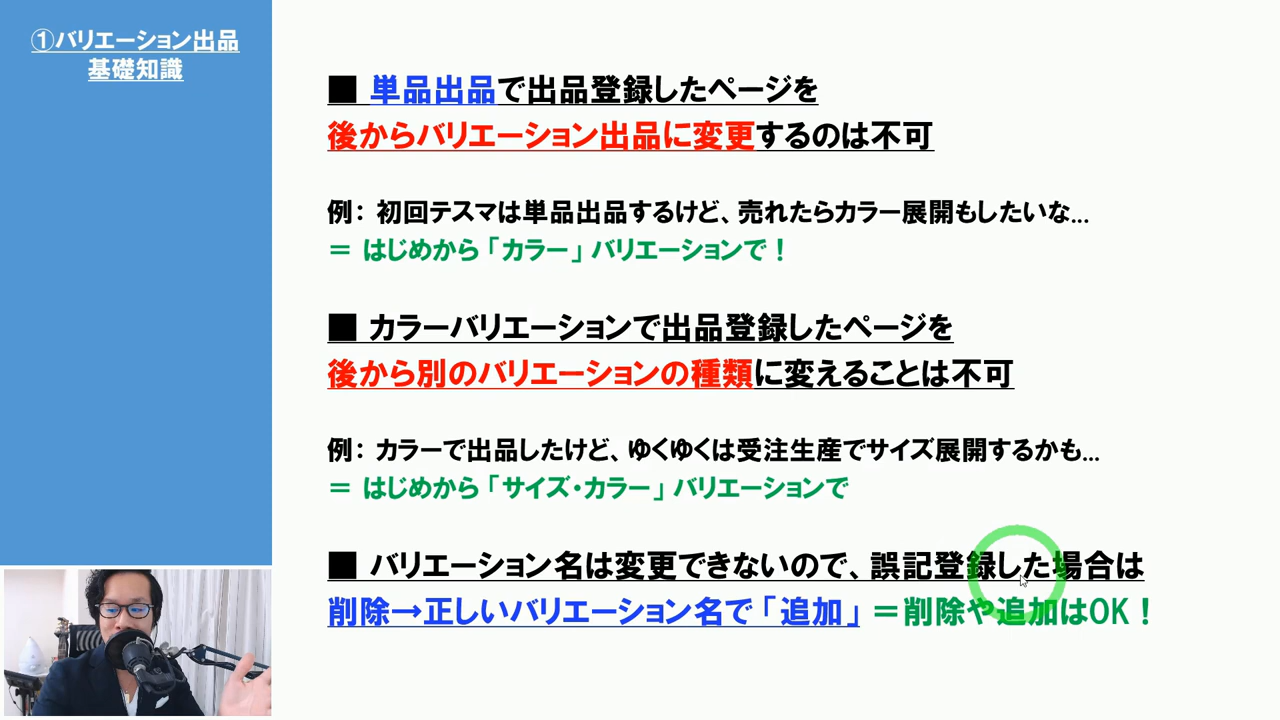 ①バリエーション出品
基礎知識
■ 単品出品で出品登録したページを
後からバリエーション出品に変更するのは不可
例： 初回テスマは単品出品するけど、売れたらカラー展開もしたいな…
＝ はじめから「カラー」バリエーションで！
■ カラーバリエーションで出品登録したページを
後から別のバリエーションの種類に変えることは不可
例： カラーで出品したけど、ゆくゆくは受注生産でサイズ展開するかも…
＝ はじめから「サイズ・カラー」バリエーションで
■ バリエーション名は変更できないので、誤記登録した場合は
削除→正しいバリエーション名で「追加」＝削除や追加はOK！